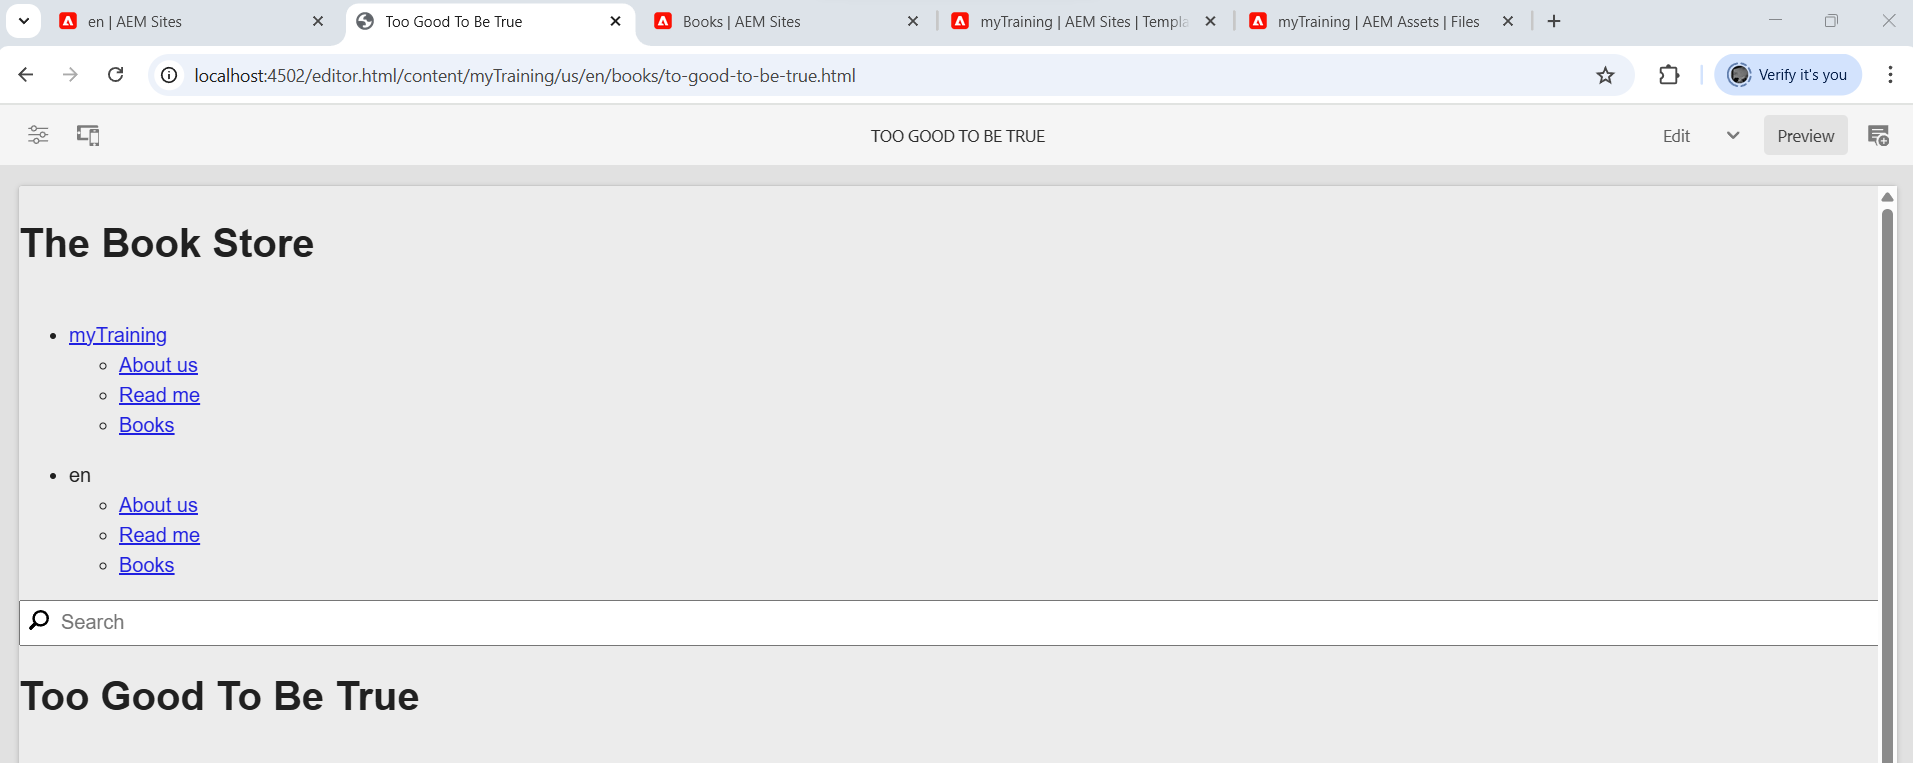 en | AEM Sites
Too Good To Be True
Books | AEM Sites
myTraining | AEM Sites | Templa
myTraining | AEM Assets | Files
localhost:4502/editor.html/content/myTraining/us/en/books/to-good-to-be-true.html
Verify it's you
TOO GOOD TO BE TRUE
Edit
Preview
The Book Store
myTraining
About us
Read me
Books
en
About us
Read me
Books
Search
Too Good To Be True